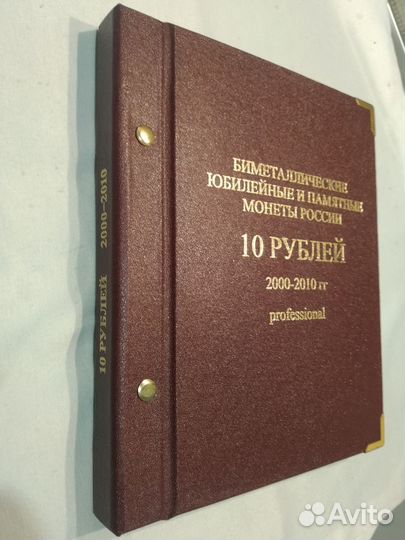 БИМЕТАЛЛИЧЕСКИЕ
ЮБИЛЕЙНЫЕ И ПАМЯТНЫЕ
МОНЕТЫ РОССИИ
10 РУБЛЕЙ
2000-2010 гг
professional
10 РУБЛЕЙ 2000–2010
Avito